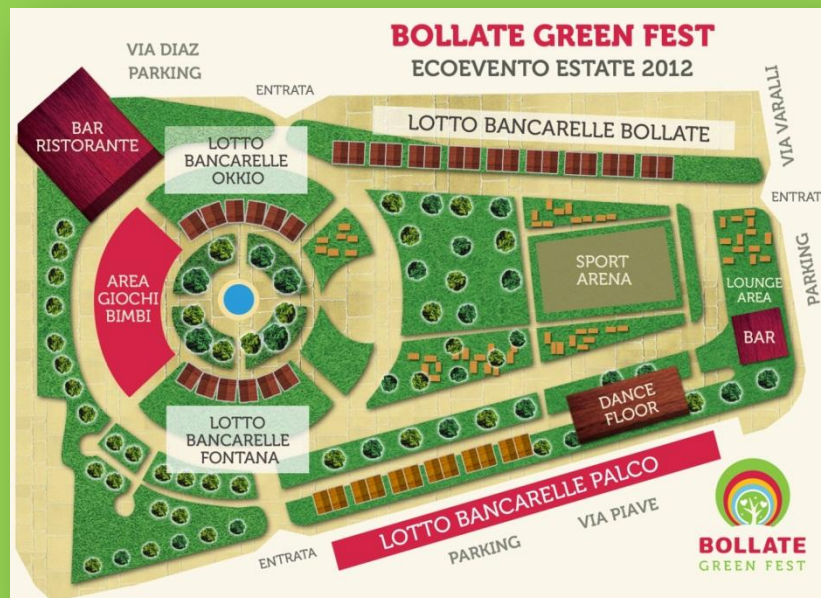 BOLLATE GREEN FEST
ECOEVENTO ESTATE 2012
VIA DIAZ
PARKING
ENTRATA
BAR
RISTORANTE
LOTTO
BANCARELLE
OKKIO
LOTTO BANCARELLE BOLLATE
VIA VARALLI
ENTRATA
PARKING
AREA
GIOCHI
BIMBI
SPORT
ARENA
LOUNGE
AREA
BAR
LOTTO
BANCARELLE
FONTANA
DANCE
FLOOR
LOTTO BANCARELLE PALCO
ENTRATA
PARKING
VIA PIAVE
BOLLATE
GREEN FEST